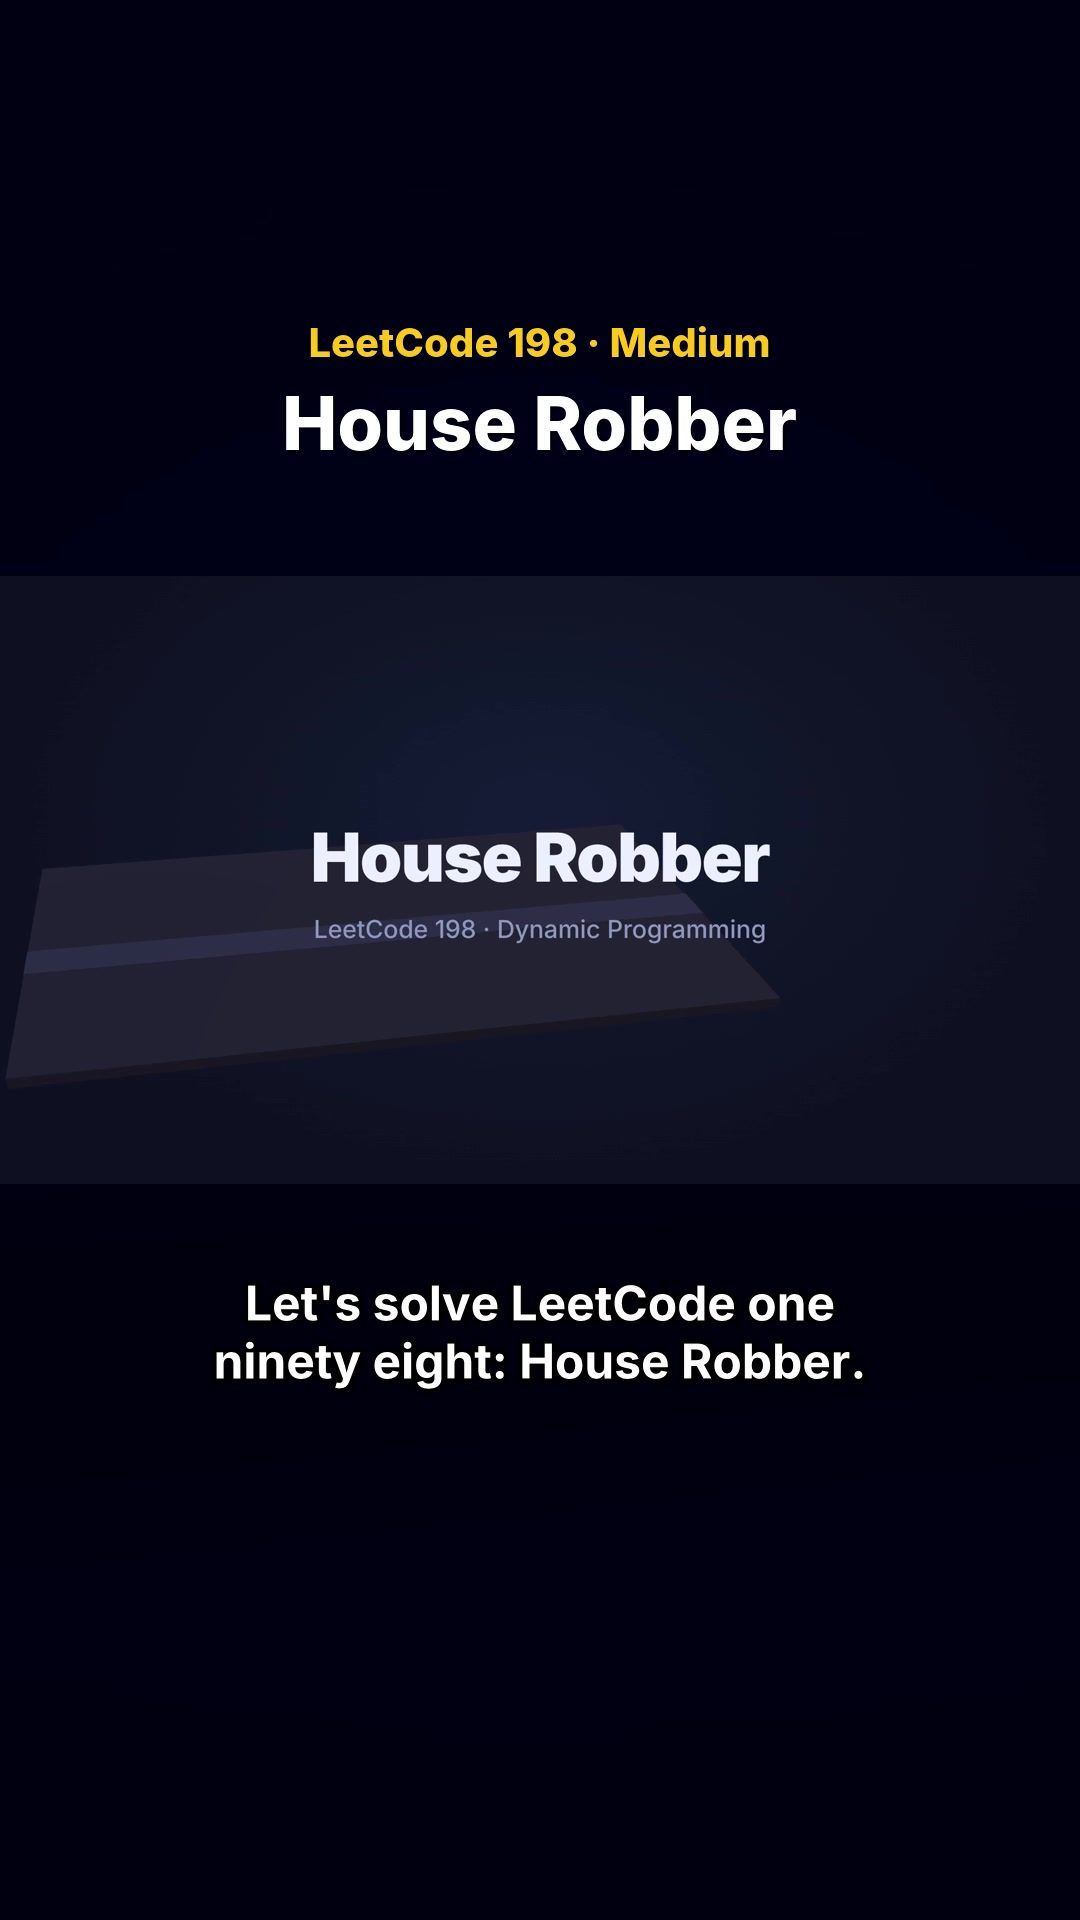 LeetCode 198 · Medium
House Robber
House Robber
LeetCode 198 · Dynamic Programming
Let's solve LeetCode one
ninety eight: House Robber.